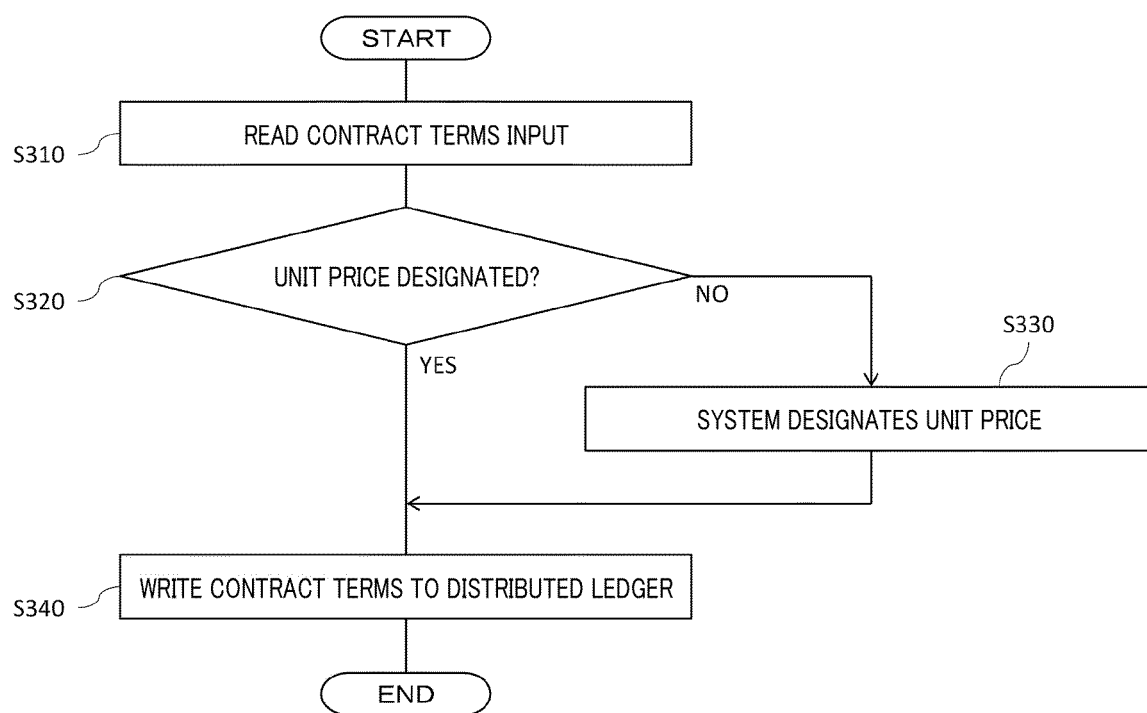 START
READ CONTRACT TERMS INPUT
S310
UNIT PRICE DESIGNATED?
S320
NO
S330
YES
SYSTEM DESIGNATES UNIT PRICE
WRITE CONTRACT TERMS TO DISTRIBUTED LEDGER
S340
END